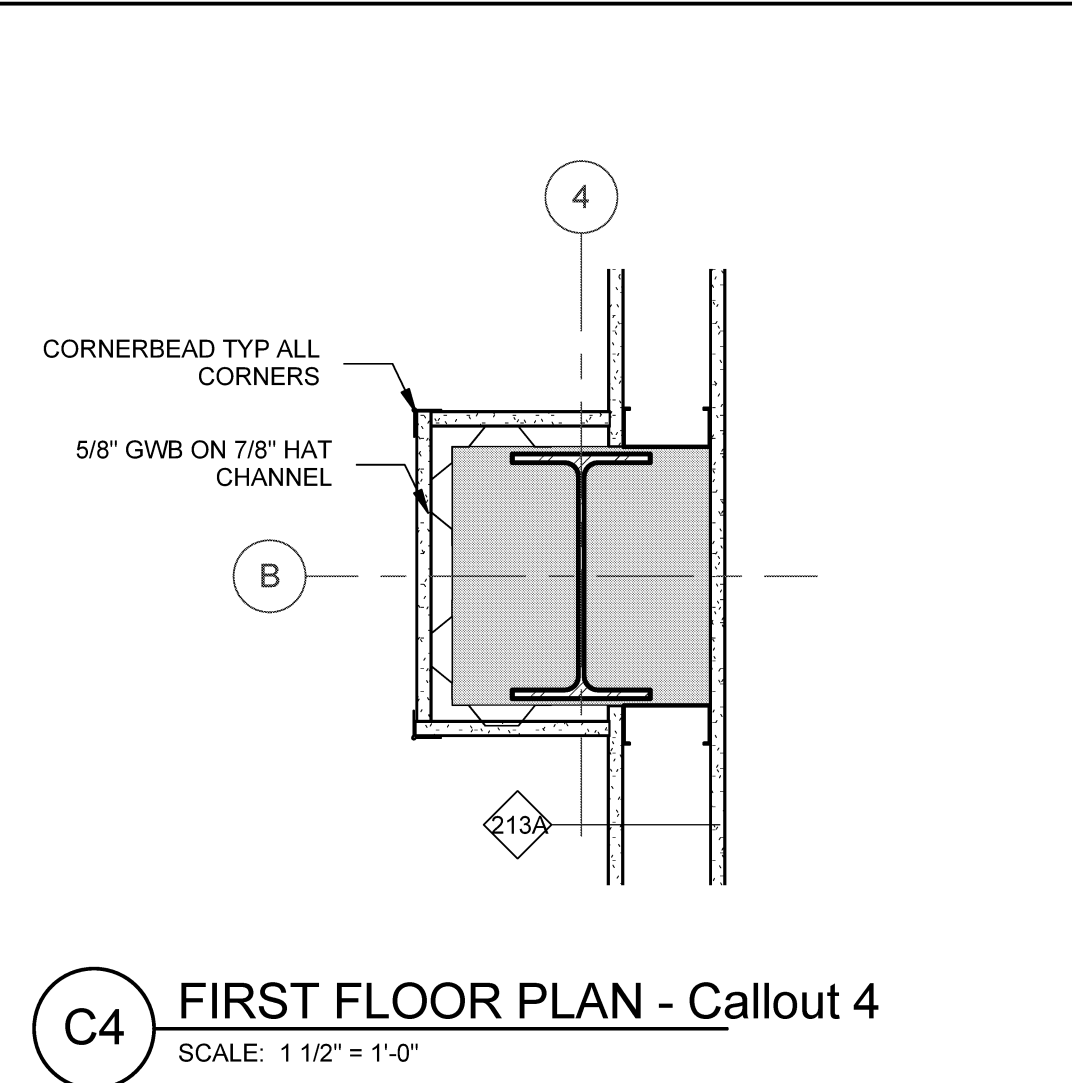 4
CORNERBEAD TYP ALL
CORNERS
5/8" GWB ON 7/8" HAT
CHANNEL
B
213A
C4
FIRST FLOOR PLAN - Callout 4
SCALE: 1 1/2" = 1'-0"